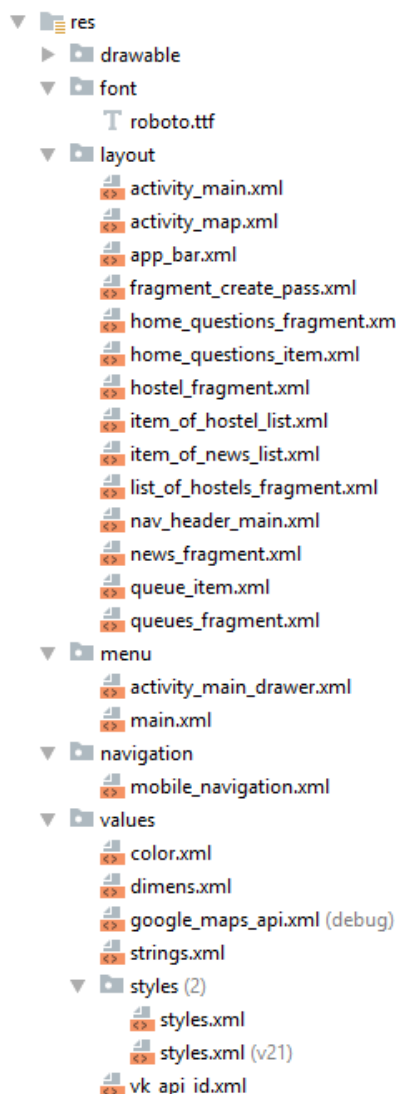 res
drawable
font
roboto.ttf
layout
activity_main.xml
activity_map.xml
app_bar.xml
fragment_create_pass.xml
home_questions_fragment.xm
home_questions_item.xml
hostel_fragment.xml
item_of_hostel_list.xml
item_of_news_list.xml
list_of_hostels_fragment.xml
nav_header_main.xml
news_fragment.xml
queue_item.xml
queues_fragment.xml
menu
activity_main_drawer.xml
main.xml
navigation
mobile_navigation.xml
values
color.xml
dimens.xml
google_maps_api.xml (debug)
strings.xml
styles (2)
styles.xml
styles.xml (v21)
vk_api_id.xml